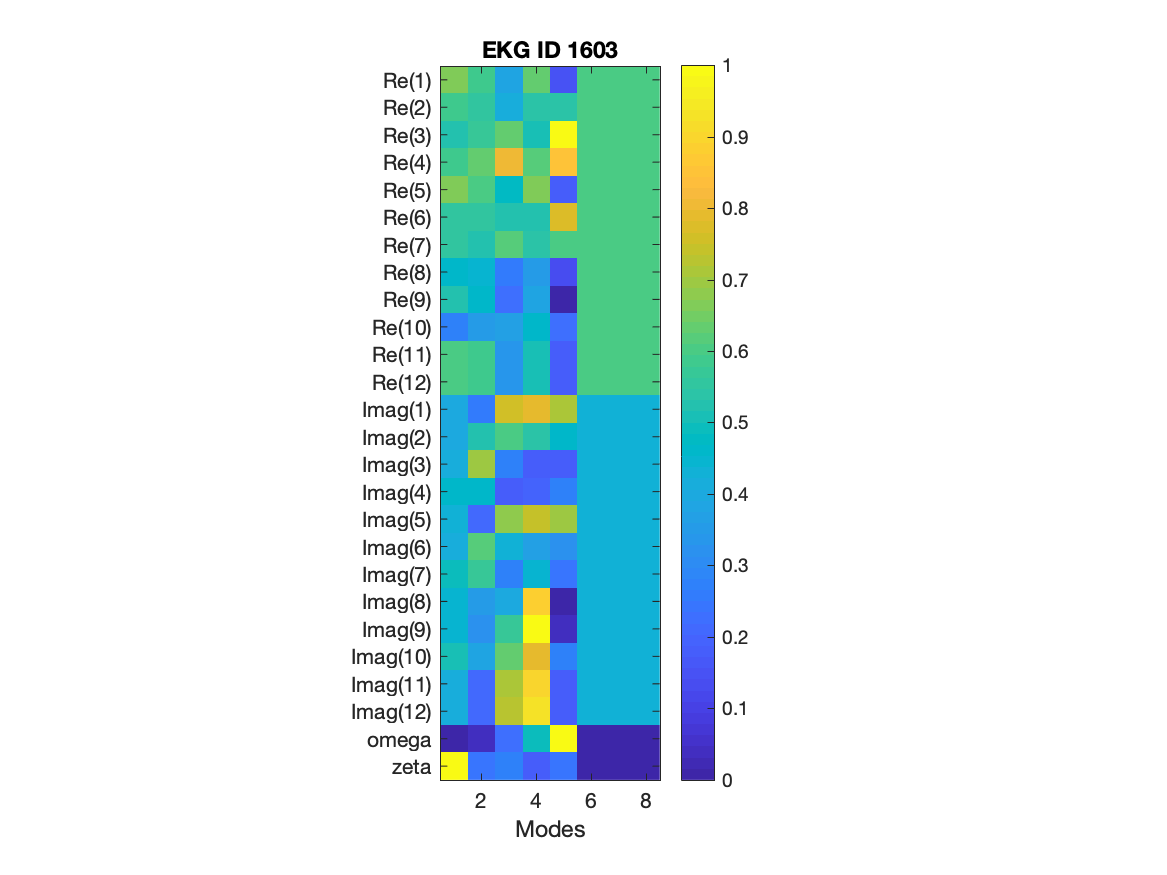 EKG ID 1603
Re(1)
Re(2)
Re(3)
Re(4)
Re(5)
Re(6)
Re(7)
Re(8)
Re(9)
Re(10)
Re(11)
Re(12)
Imag(1)
Imag(2)
Imag(3)
Imag(4)
Imag(5)
Imag(6)
Imag(7)
Imag(8)
Imag(9)
Imag(10)
Imag(11)
Imag(12)
omega
zeta
2 4 6 8
Modes
1
0.9
0.8
0.7
0.6
0.5
0.4
0.3
0.2
0.1
0